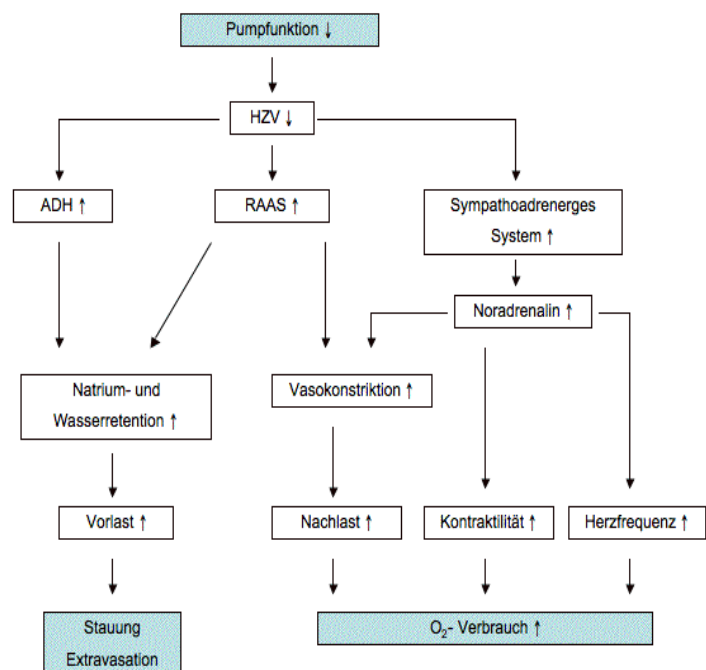 Pumpfunktion ↓
HZV ↓
ADH ↑
RAAS ↑
Sympathoadrenerges
System ↑
Noradrenalin ↑
Natrium- und
Wasserretention ↑
Vasokonstriktion ↑
Vorlast ↑
Nachlast ↑
Kontraktilität ↑
Herzfrequenz ↑
Stauung
Extravasation
O₂- Verbrauch ↑